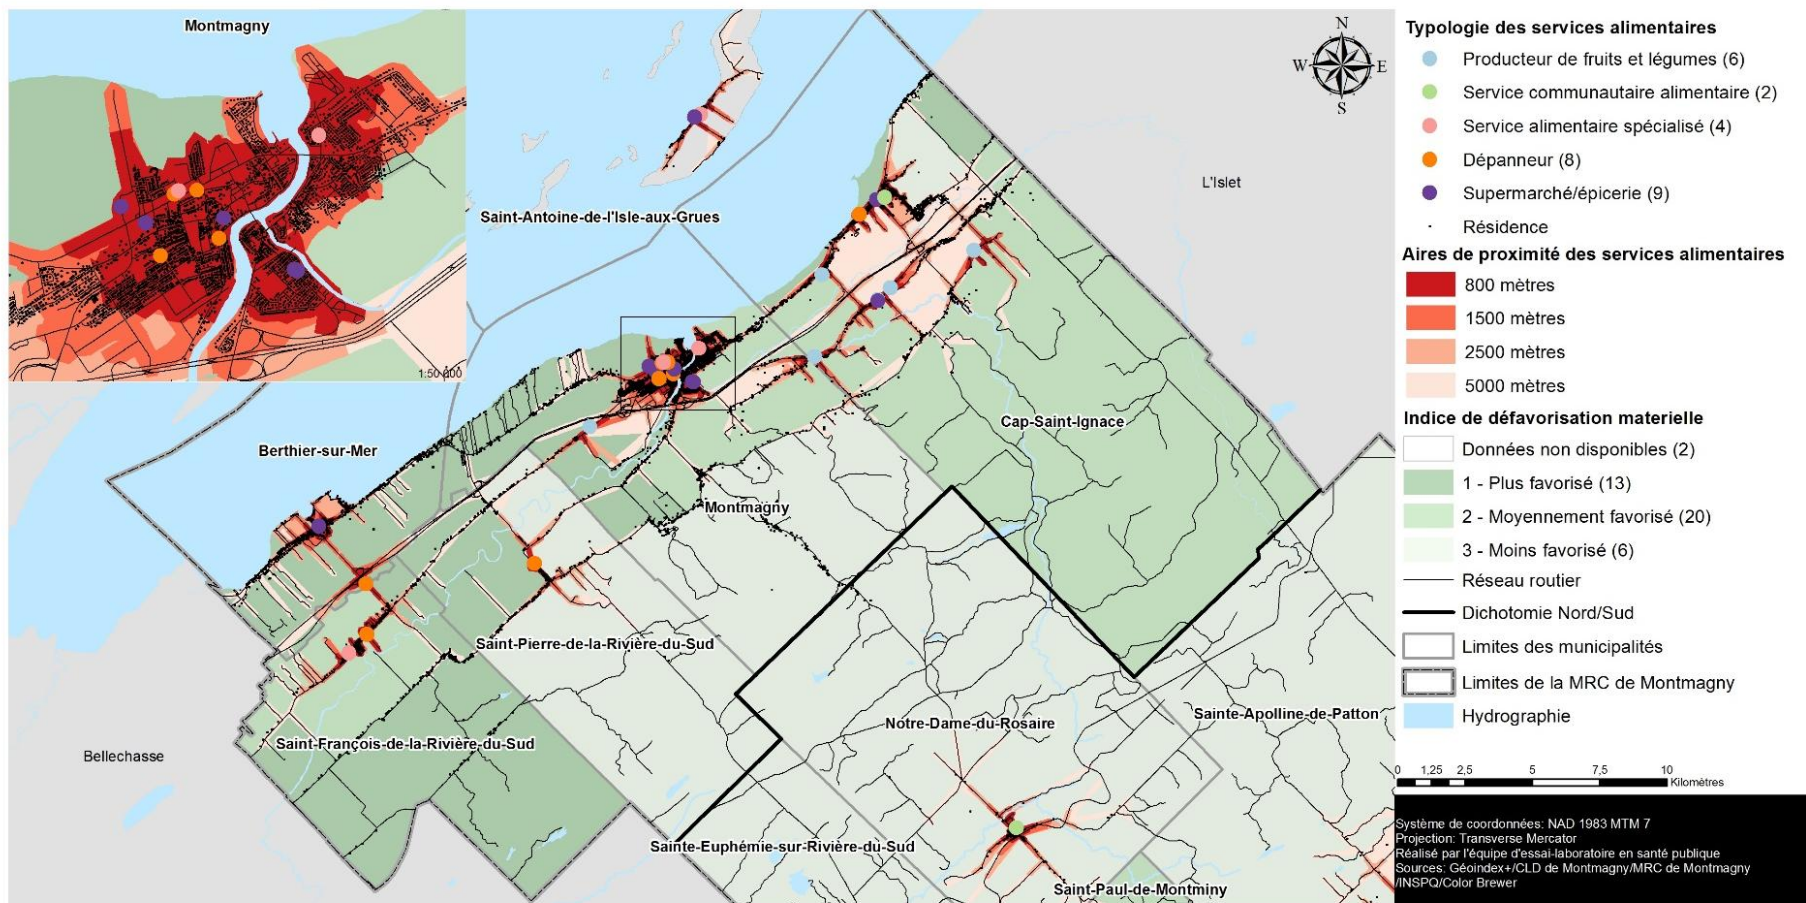 Montmagny
1:50 000
N
W
E
S
L'Islet
Saint-Antoine-de-l'Isle-aux-Grues
Cap-Saint-Ignace
Berthier-sur-Mer
Montmagny
Saint-Pierre-de-la-Rivière-du-Sud
Notre-Dame-du-Rosaire
Sainte-Apolline-de-Patton
Saint-François-de-la-Rivière-du-Sud
Bellechasse
Sainte-Euphémie-sur-Rivière-du-Sud
Saint-Paul-de-Montminy
Typologie des services alimentaires
Producteur de fruits et légumes (6)
Service communautaire alimentaire (2)
Service alimentaire spécialisé (4)
Dépanneur (8)
Supermarché/épicerie (9)
Résidence
Aires de proximité des services alimentaires
800 mètres
1500 mètres
2500 mètres
5000 mètres
Indice de défavorisation materielle
Données non disponibles (2)
1 - Plus favorisé (13)
2 - Moyennement favorisé (20)
3 - Moins favorisé (6)
Réseau routier
Dichotomie Nord/Sud
Limites des municipalités
Limites de la MRC de Montmagny
Hydrographie
0 1,25 2,5 5 7,5 10
Kilomètres
Système de coordonnées: NAD 1983 MTM 7
Projection: Transverse Mercator
Réalisé par l'équipe d'essai-laboratoire en santé publique
Sources: Géoindex+/CLD de Montmagny/MRC de Montmagny
/INSPQ/Color Brewer